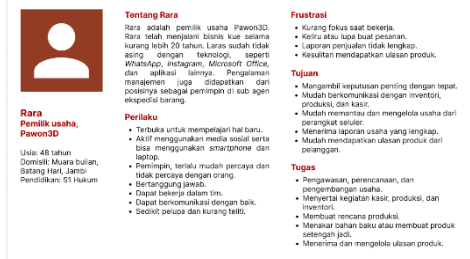 Tentang Rara
Rara adalah pemilik usaha Pawon3D.
Rara telah menjalani bisnis kue selama
kurang lebih 20 tahun. Laras sudah tidak
asing dengan teknologi, seperti
WhatsApp, Instagram, Microsoft Office,
dan aplikasi lainnya. Pengalaman
manajemen juga didapatkan dari
posisinya sebagai pemimpin di sub agen
ekspedisi barang.
Perilaku
• Terbuka untuk mempelajari hal baru.
• Aktif menggunakan media sosial serta
bisa menggunakan smartphone dan
laptop.
• Pemimpin, terlalu mudah percaya dan
tidak percaya dengan orang.
• Bertanggung jawab.
• Dapat bekerja dalam tim.
• Dapat berkomunikasi dengan baik.
• Sedikit pelupa dan kurang teliti.
Rara
Pemilik usaha,
Pawon3D
Usia: 48 tahun
Domisili: Muara bulian,
Batang Hari, Jambi
Pendidikan: S1 Hukum
Frustrasi
• Kurang fokus saat bekerja.
• Keliru atau lupa buat pesanan.
• Laporan penjualan tidak lengkap.
• Kesulitan mendapatkan ulasan produk.
Tujuan
• Mengambil keputusan penting dengan tepat.
• Mudah berkomunikasi dengan inventori,
produksi, dan kasir.
• Mudah memantau dan mengelola usaha dari
perangkat seluler.
• Menerima laporan usaha yang lengkap.
• Mudah mendapatkan ulasan produk dari
pelanggan.
Tugas
• Pengawasan, perencanaan, dan
pengembangan usaha.
• Menyertai kegiatan kasir, produksi, dan
inventori.
• Membuat rencana produksi.
• Menakar bahan baku atau membuat produk
setengah jadi.
• Menerima dan mengelola ulasan produk.